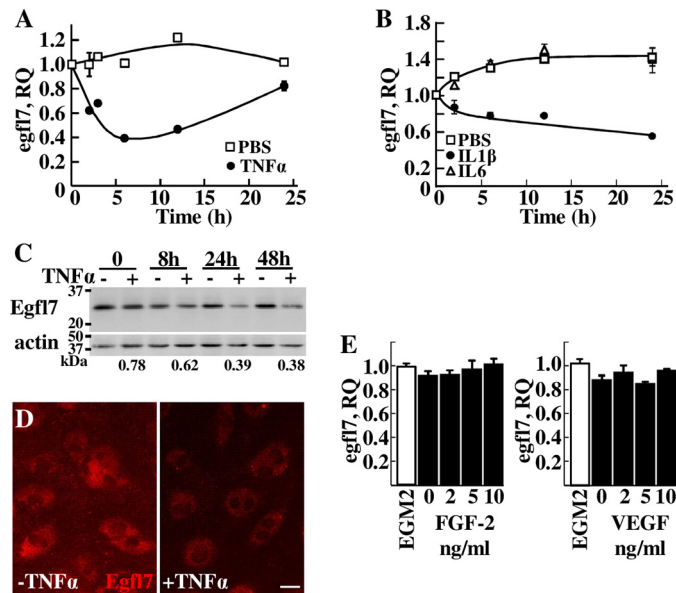 A
egfl7, RQ
1.2
1.0
0.8
0.6
0.4
0.2
0
PBS
TNFα
0 5 10 15 20 25
Time (h)
B
egfl7, RQ
1.8
1.4
1.0
0.6
0.2
PBS
IL1β
IL6
0 5 10 15 20 25
Time (h)
C
0 8h 24h 48h
TNFα - + - + - + - +
37
Egfl7
20
50
actin
37
kDa
0.78 0.62 0.39 0.38
D
-TNFα Egfl7 +TNFα
E
egfl7, RQ
1.0
0.8
0.6
0.4
0.2
EGM2 0 2 5 10
FGF-2
ng/ml
egfl7, RQ
1.0
0.8
0.6
0.4
0.2
EGM2 0 2 5 10
VEGF
ng/ml